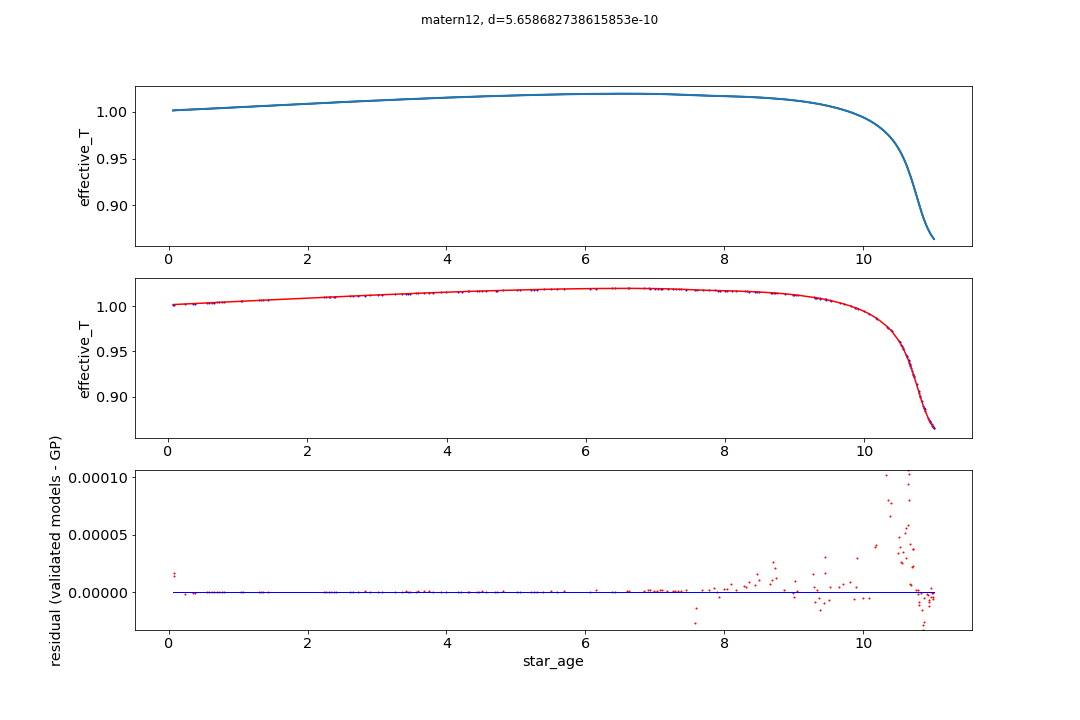 matern12, d=5.658682738615853e-10
effective_T
1.00
0.95
0.90
0 2 4 6 8 10
effective_T
1.00
0.95
0.90
0 2 4 6 8 10
residual (validated models - GP)
0.00010
0.00005
0.00000
0 2 4 6 8 10
star_age